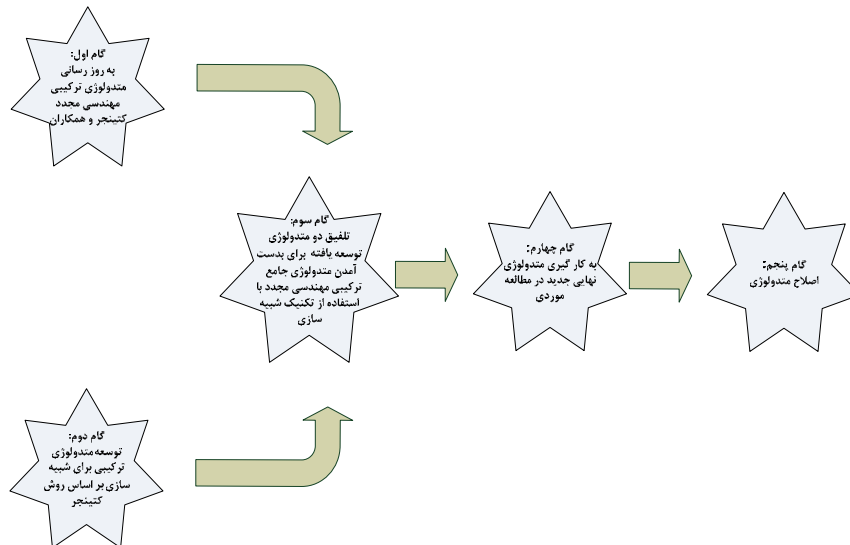 گام اول:
به روز رسانی
متدولوژی ترکیبی
مهندسی مجدد
کتینجر و همکاران
گام دوم:
توسعه متدولوژی
ترکیبی برای شبیه
سازی بر اساس روش
کتینجر
گام سوم:
تلفیق دو متدولوژی
توسعه یافته برای بدست
آمدن متدولوژی جامع
ترکیبی مهندسی مجدد با
استفاده از تکنیک شبیه
سازی
گام چهارم:
به کار گیری متدولوژی
نهایی جدید در مطالعه
موردی
گام پنجم:
اصلاح متدولوژی